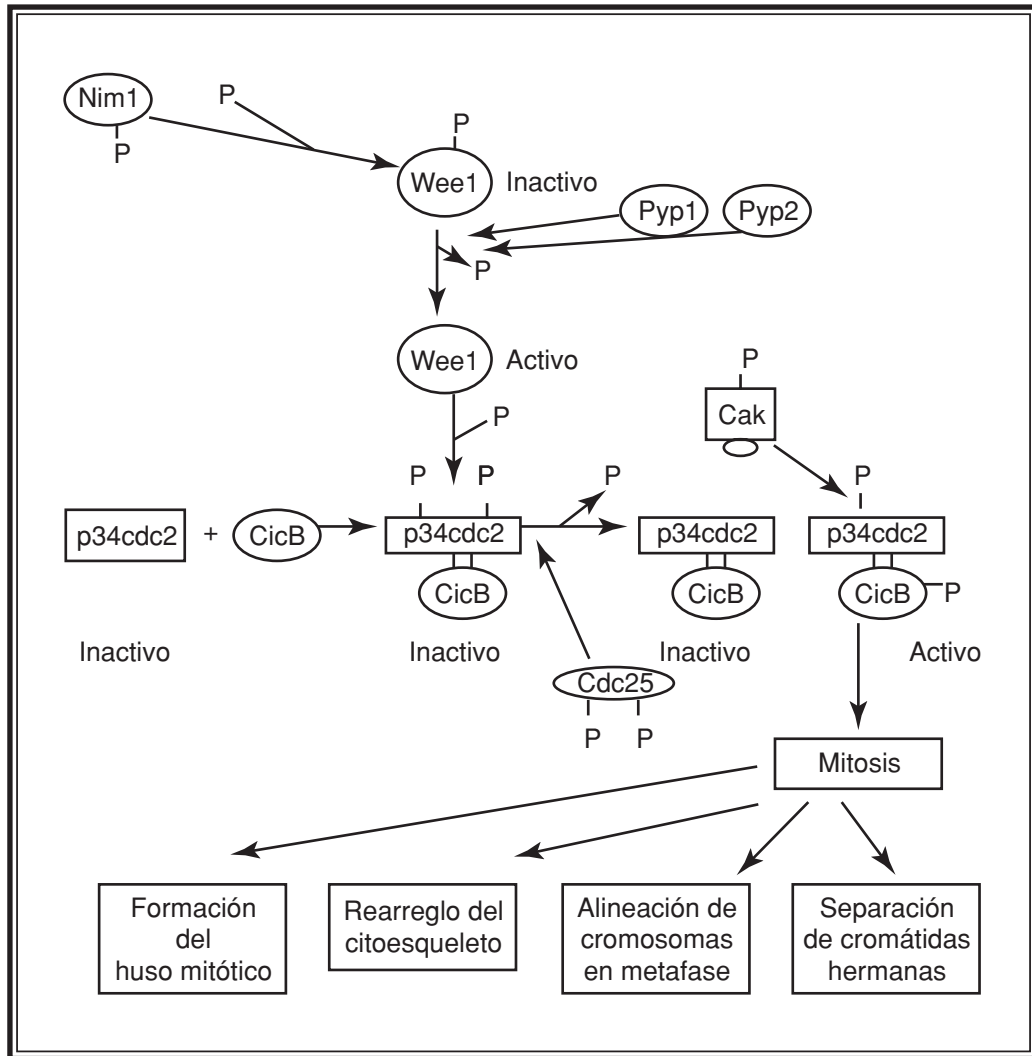 Nim1
P
P
P
Wee1
Inactivo
Pyp1
Pyp2
P
Wee1
Activo
P
P
Cak
P
P
P
P
p34cdc2
+
CicB
p34cdc2
p34cdc2
p34cdc2
CicB
CicB
CicB
P
Inactivo
Inactivo
Inactivo
Activo
Cdc25
P
P
Mitosis
Formación
del
huso mitótico
Rearreglo del
citoesqueleto
Alineación de
cromosomas
en metafase
Separación
de cromátidas
hermanas